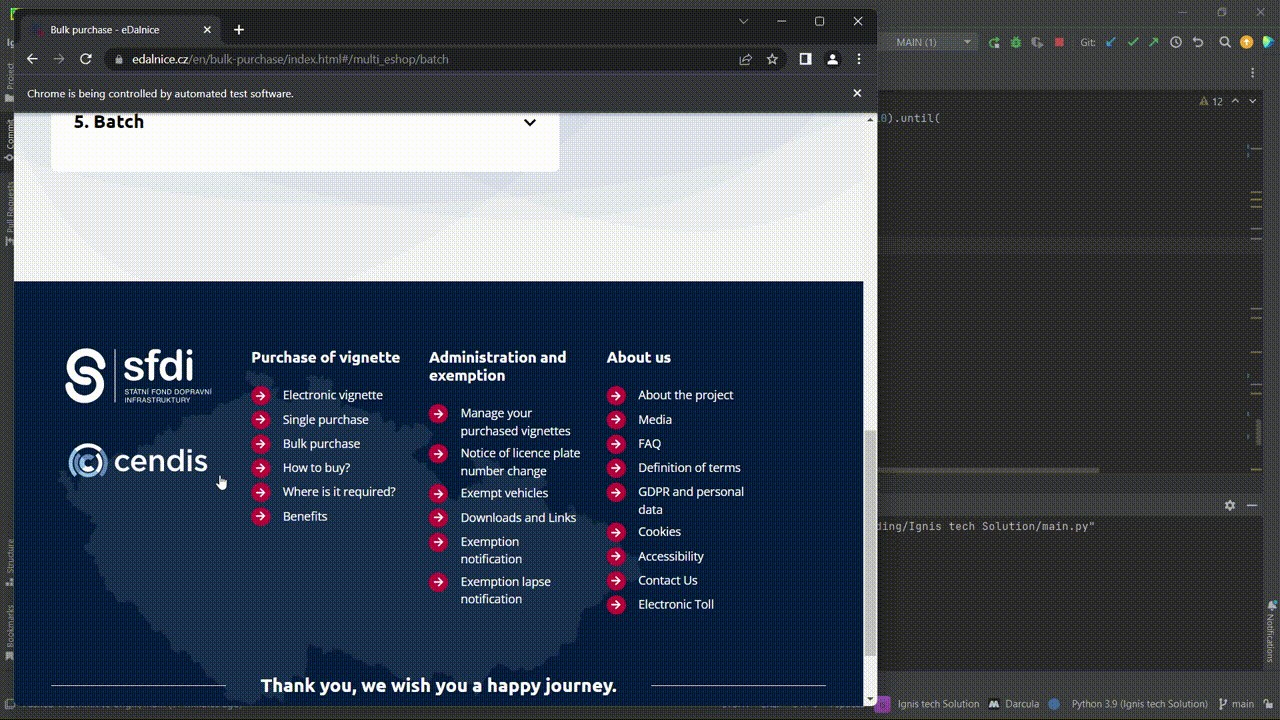 Bulk purchase - eDalnice
MAIN (1)
Git:
edalnice.cz/en/bulk-purchase/index.html#/multi_eshop/batch
Project
Chrome is being controlled by automated test software.
12
0).until(
5. Batch
Commit
Pull Requests
sfdi
STÁTNÍ FOND DOPRAVNÍ
INFRASTRUKTURY
cendis
Purchase of vignette
Electronic vignette
Single purchase
Bulk purchase
How to buy?
Where is it required?
Benefits
Administration and
exemption
Manage your
purchased vignettes
Notice of licence plate
number change
Exempt vehicles
Downloads and Links
Exemption
notification
Exemption lapse
notification
About us
About the project
Media
FAQ
Definition of terms
GDPR and personal
data
Cookies
Accessibility
Contact Us
Electronic Toll
ding/Ignis tech Solution/main.py"
Structure
Bookmarks
Notifications
Thank you, we wish you a happy journey.
Ignis tech Solution
Darcula
Python 3.9 (Ignis tech Solution)
main